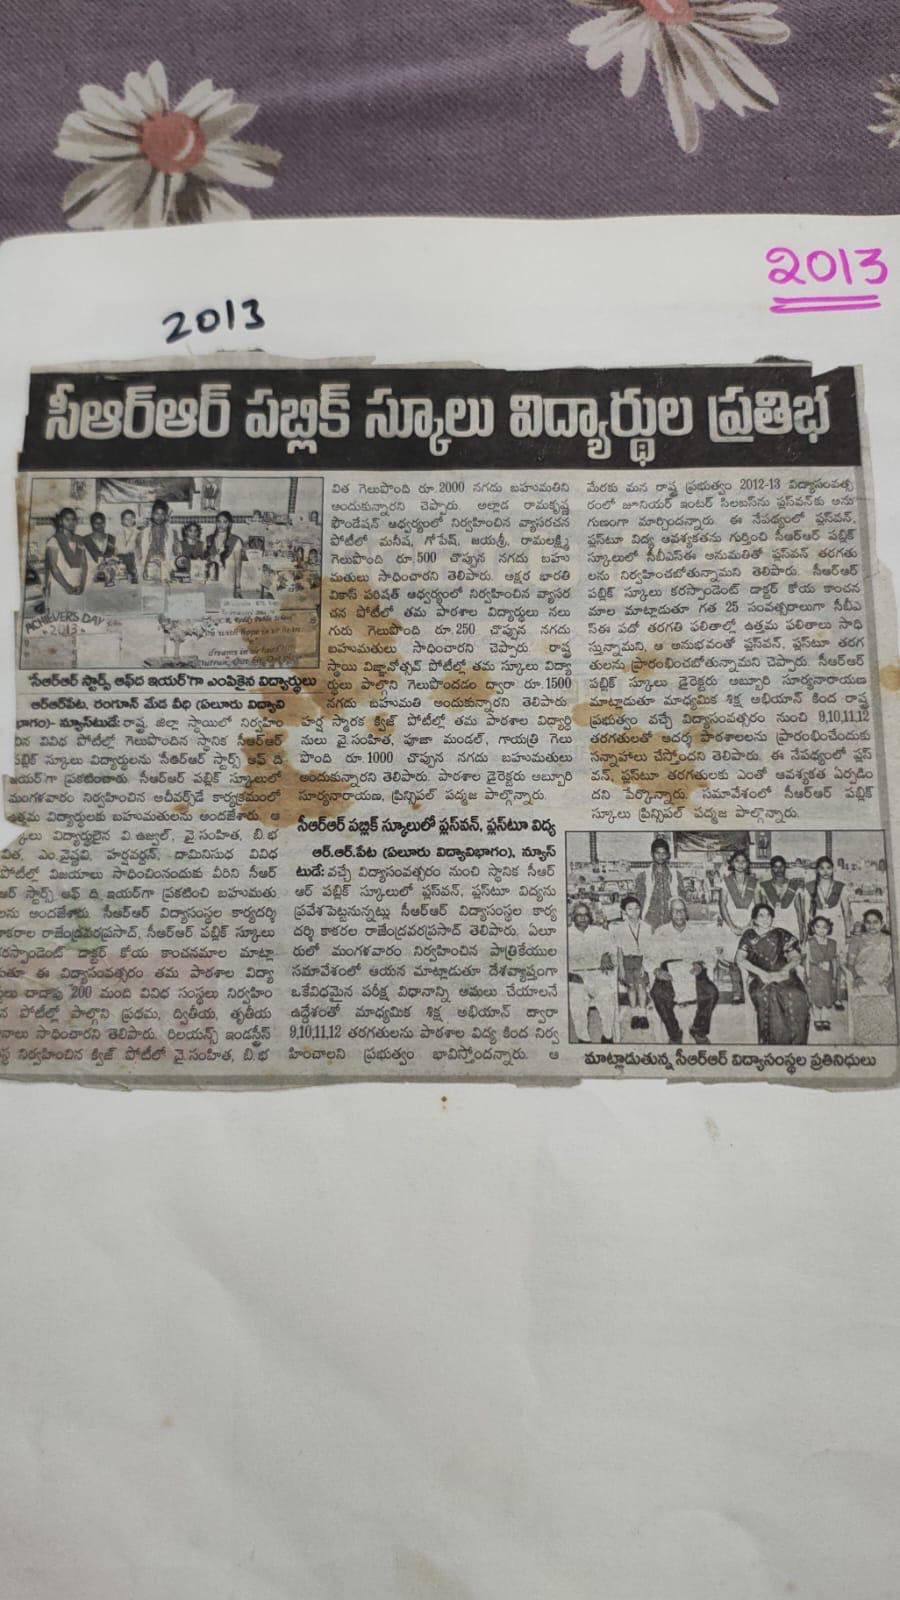 2013
2013
సీఆర్ఆర్ పబ్లిక్ స్కూలు విద్యార్థుల ప్రతిభ
ACHIEVERS DAY
2013
'సీఆర్ఆర్ స్టార్స్ ఆఫ్‌ద ఇయర్'గా ఎంపికైన విద్యార్థులు
ఆర్ఆర్‌పేట, రంగూన్ మేడ వీధి (ఏలూరు విద్యావి
భాగం)- న్యూస్‌టుడే: రాష్ట్ర, జిల్లా స్థాయిలో నిర్వహిం
చిన వివిధ పోటీల్లో గెలుపొందిన స్థానిక సీఆర్ఆర్
పబ్లిక్ స్కూలు విద్యార్థులను సీఆర్ఆర్ స్టార్స్ ఆఫ్ ది
ఇయర్‌గా ప్రకటించారు. సీఆర్ఆర్ పబ్లిక్ స్కూలులో
మంగళవారం నిర్వహించిన అచీవర్స్‌డే కార్యక్రమంలో
ఉత్తమ విద్యార్థులకు బహుమతులను అందజేశారు. ఆ
కులు విద్యార్థులైన వి.ఉజ్వల్, వై.సంహిత, బి.భ
విత, ఎం.వైష్ణవి, హర్షవర్ధన్, దామినిసుధ వివిధ
పోటీల్లో విజయాలు సాధించినందుకు వీరిని సీఆర్
ఆర్ స్టార్స్ ఆఫ్ ది ఇయర్‌గా ప్రకటించి బహుమతు
లను అందజేశారు. సీఆర్ఆర్ విద్యాసంస్థల కార్యదర్శి
కాకరాల రాజేంద్రవరప్రసాద్, సీఆర్ఆర్ పబ్లిక్ స్కూలు
కరస్పాండెంట్ డాక్టర్ కోయ కాంచనమాల మాట్లా
డుతూ ఈ విద్యాసంవత్సరం తమ పాఠశాల విద్యా
ర్థులు దాదాపు 200 మంది వివిధ సంస్థలు నిర్వహిం
చిన పోటీల్లో పాల్గొని ప్రథమ, ద్వితీయ, తృతీయ
స్థానాలు సాధించారని తెలిపారు. రిలయన్స్ ఇండస్ట్రీస్
నిర్వహించిన క్విజ్ పోటీలో వై.సంహిత, బి.భ
విత గెలుపొంది రూ.2000 నగదు బహుమతిని
అందుకున్నారని చెప్పారు. అల్లాడ రామకృష్ణ
ఫౌండేషన్ ఆధ్వర్యంలో నిర్వహించిన వ్యాసరచన
పోటీలో మనీష, గోపేష్, జయశ్రీ, రామలక్ష్మి
గెలుపొంది రూ.500 చొప్పున నగదు బహు
మతులు సాధించారని తెలిపారు. అక్షర భారతి
వికాస్ పరిషత్ ఆధ్వర్యంలో నిర్వహించిన వ్యాసర
చన పోటీలో తమ పాఠశాల విద్యార్థులు నలు
గురు గెలుపొంది రూ.250 చొప్పున నగదు
బహుమతులు సాధించారని చెప్పారు. రాష్ట్ర
స్థాయి విజ్ఞానోత్సవ్ పోటీల్లో తమ స్కూలు విద్యా
ర్థులు పాల్గొని గెలుపొందడం ద్వారా రూ.1500
నగదు బహుమతి అందుకున్నారని తెలిపారు.
హర్ష స్మారక క్విజ్ పోటీల్లో తమ పాఠశాల విద్యార్థి
నులు వై.సంహిత, పూజా మండల్, గాయత్రి గెలు
పొంది రూ.1000 చొప్పున నగదు బహుమతులు
అందుకున్నారని తెలిపారు. పాఠశాల డైరెక్టరు అబ్బూరి
సూర్యనారాయణ, ప్రిన్సిపల్ పద్మజ పాల్గొన్నారు.
సీఆర్ఆర్ పబ్లిక్ స్కూలులో ప్లస్‌వన్, ప్లస్‌టూ విద్య
ఆర్.ఆర్.పేట (ఏలూరు విద్యావిభాగం), న్యూస్
టుడే: వచ్చే విద్యాసంవత్సరం నుంచి స్థానిక సీఆర్
ఆర్ పబ్లిక్ స్కూలులో ప్లస్‌వన్, ప్లస్‌టూ విద్యను
ప్రవేశపెట్టనున్నట్లు సీఆర్ఆర్ విద్యాసంస్థల కార్య
దర్శి కాకరల రాజేంద్రవరప్రసాద్ తెలిపారు. ఏలూ
రులో మంగళవారం నిర్వహించిన పాత్రికేయుల
సమావేశంలో ఆయన మాట్లాడుతూ దేశవ్యాప్తంగా
ఒకేవిధమైన పరీక్ష విధానాన్ని అమలు చేయాలనే
ఉద్దేశంతో మాధ్యమిక శిక్ష అభియాన్ ద్వారా
9,10,11,12 తరగతులను పాఠశాల విద్య కింద నిర్వ
హించాలని ప్రభుత్వం భావిస్తోందన్నారు. ఆ
మేరకు మన రాష్ట్ర ప్రభుత్వం 2012-13 విద్యాసంవత్స
రంలో జూనియర్ ఇంటర్ సిలబస్‌ను ప్లస్‌వన్‌కు అను
గుణంగా మార్చిందన్నారు. ఈ నేపథ్యంలో ప్లస్‌వన్,
ప్లస్‌టూ విద్య ఆవశ్యకతను గుర్తించి సీఆర్ఆర్ పబ్లిక్
స్కూలులో సీబీఎస్ఈ అనుమతితో ప్లస్‌వన్ తరగతు
లను నిర్వహించబోతున్నామని తెలిపారు. సీఆర్ఆర్
పబ్లిక్ స్కూలు కరస్పాండెంట్ డాక్టర్ కోయ కాంచన
మాల మాట్లాడుతూ గత 25 సంవత్సరాలుగా సీబీఎ
స్ఈ పదో తరగతి ఫలితాల్లో ఉత్తమ ఫలితాలు సాధి
స్తున్నామని, ఆ అనుభవంతో ప్లస్‌వన్, ప్లస్‌టూ తరగ
తులను ప్రారంభించబోతున్నామని చెప్పారు. సీఆర్ఆర్
పబ్లిక్ స్కూలు డైరెక్టరు అబ్బూరి సూర్యనారాయణ
మాట్లాడుతూ మాధ్యమిక శిక్ష అభియాన్ కింద రాష్ట్ర
ప్రభుత్వం వచ్చే విద్యాసంవత్సరం నుంచి 9,10,11,12
తరగతులతో ఆదర్శ పాఠశాలలను ప్రారంభించేందుకు
సన్నాహాలు చేస్తోందని తెలిపారు. ఈ నేపథ్యంలో ప్లస్
వన్, ప్లస్‌టూ తరగతులకు ఎంతో ఆవశ్యకత ఏర్పడిం
దని పేర్కొన్నారు. సమావేశంలో సీఆర్ఆర్ పబ్లిక్
స్కూలు ప్రిన్సిపల్ పద్మజ పాల్గొన్నారు.
మాట్లాడుతున్న సీఆర్ఆర్ విద్యాసంస్థల ప్రతినిధులు